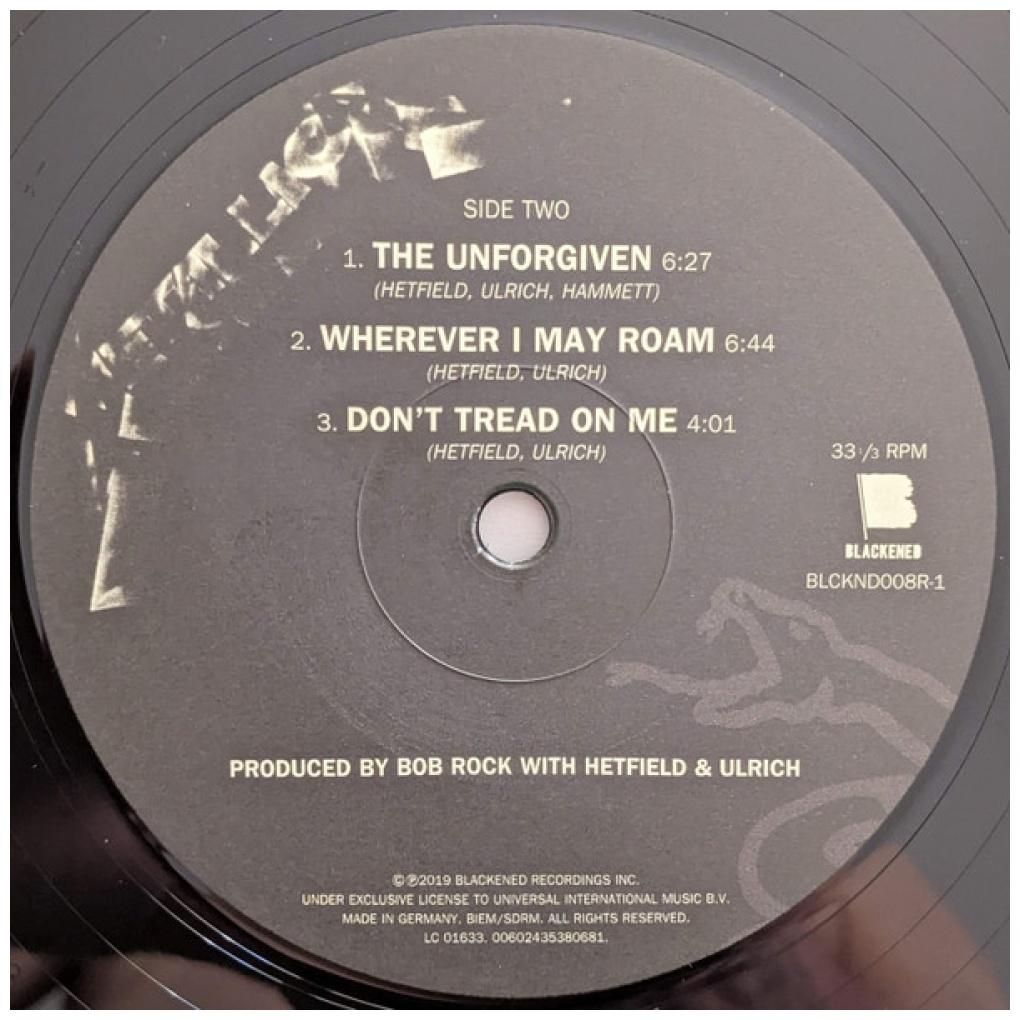 SIDE TWO
1. THE UNFORGIVEN 6:27
(HETFIELD, ULRICH, HAMMETT)
2. WHEREVER I MAY ROAM 6:44
(HETFIELD, ULRICH)
3. DON'T TREAD ON ME 4:01
(HETFIELD, ULRICH)
33 1/3 RPM
B
BLACKENED
BLCKND008R-1
PRODUCED BY BOB ROCK WITH HETFIELD & ULRICH
©℗2019 BLACKENED RECORDINGS INC.
UNDER EXCLUSIVE LICENSE TO UNIVERSAL INTERNATIONAL MUSIC B.V.
MADE IN GERMANY. BIEM/SDRM. ALL RIGHTS RESERVED.
LC 01633. 00602435380681.